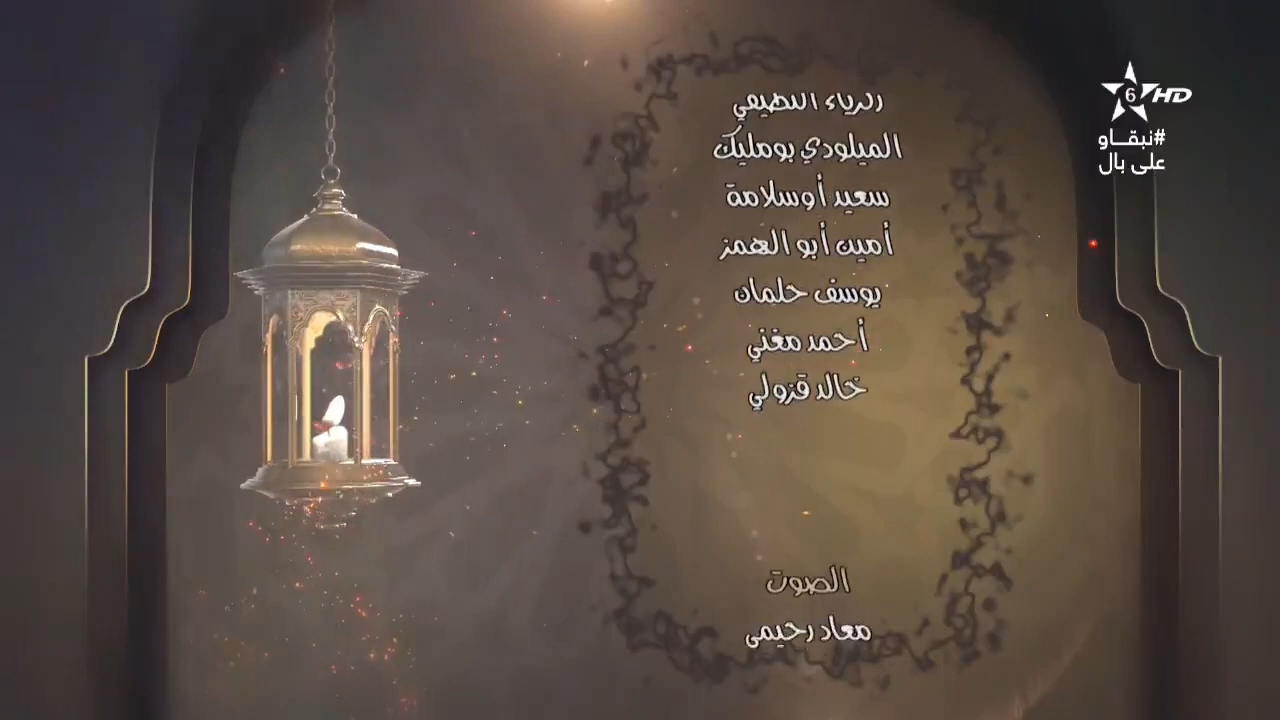 اللطيفي
الميلودي بومليك
سعيد أوسلامة
أمين أبو الهمز
يوسف حلمان
أحمد مغني
خالد قزولي
الصوت
معاد رحيمي
6 HD
#نبقاو
على بال